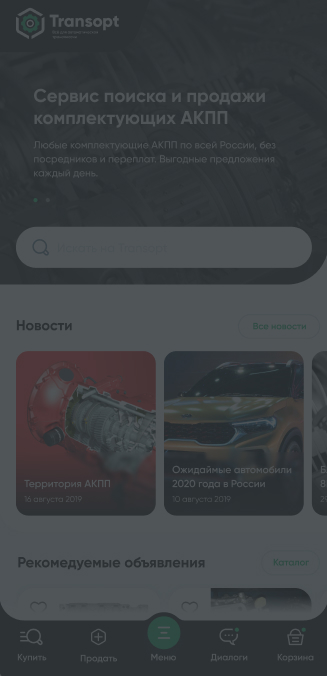 Transopt
Сервис поиска и продажи
комплектующих АКПП
Любые комплектующие АКПП по всей России, без
посредников и переплат. Выгодные предложения
каждый день.
Новости
Все новости
Территория АКПП
16 августа 2019
Ожидаймые автомобили
2020 года в России
10 августа 2019
Рекомедуемые объявления
Каталог
Купить
Продать
Меню
Диалоги
Корзина